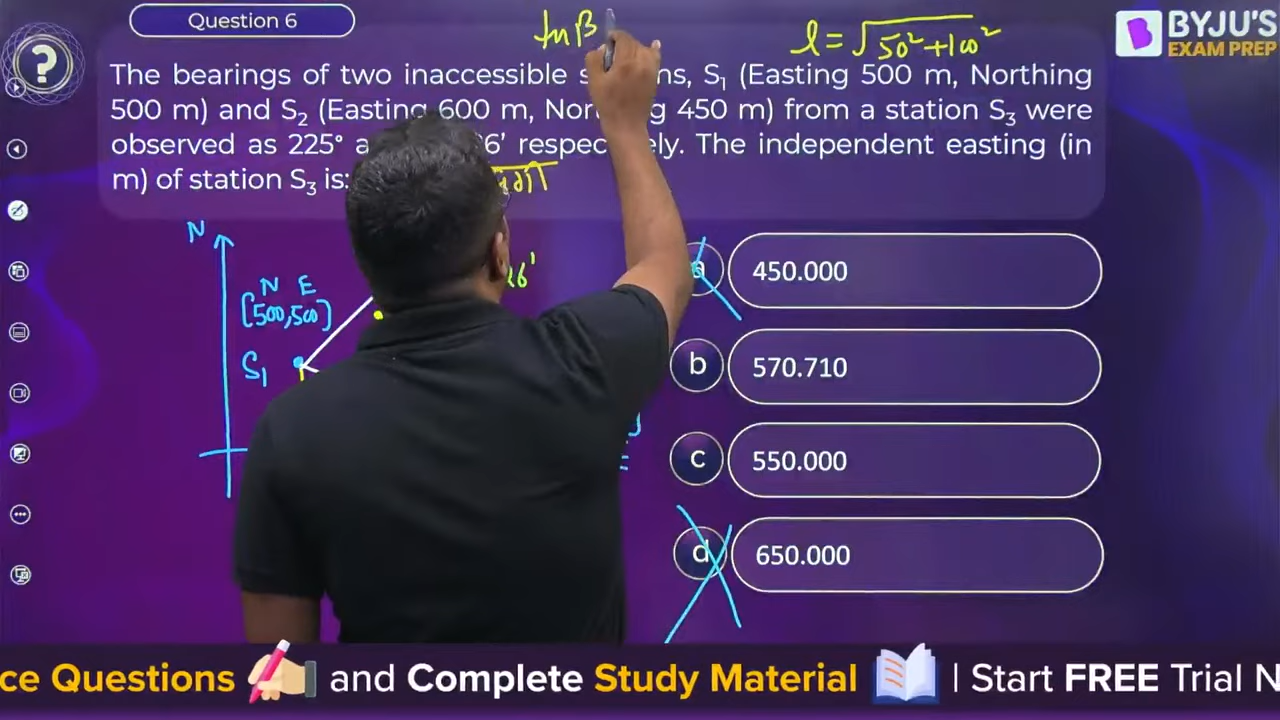 Question 6
tan β
l = √50²+100²
BYJU'S
EXAM PREP
The bearings of two inaccessible s ns, S₁ (Easting 500 m, Northing
500 m) and S₂ (Easting 600 m, Nor g 450 m) from a station S₃ were
observed as 225° a 6' respec ely. The independent easting (in
m) of station S₃ is:
N
N E
[500,500]
S₁
26'
a 450.000
b 570.710
c 550.000
d 650.000
ce Questions and Complete Study Material | Start FREE Trial N